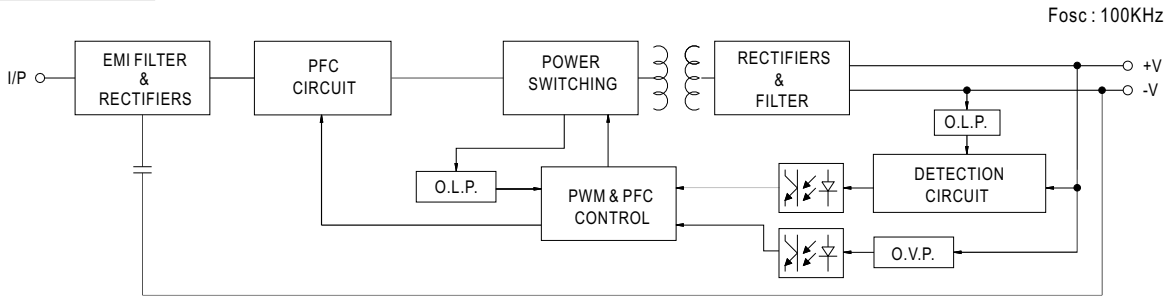 Fosc : 100KHz
I/P
EMI FILTER
&
RECTIFIERS
PFC
CIRCUIT
POWER
SWITCHING
RECTIFIERS
&
FILTER
+V
-V
O.L.P.
O.L.P.
PWM & PFC
CONTROL
DETECTION
CIRCUIT
O.V.P.